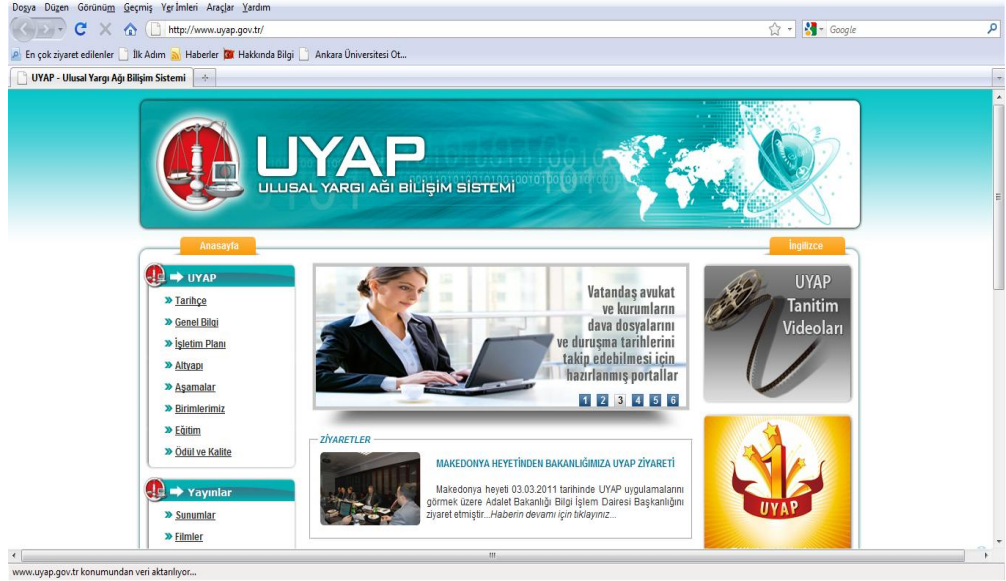 Dosya Düzen Görünüm Geçmiş Yer İmleri Araçlar Yardım
http://www.uyap.gov.tr/
Google
En çok ziyaret edilenler İlk Adım Haberler Hakkında Bilgi Ankara Üniversitesi Ot...
UYAP - Ulusal Yargı Ağı Bilişim Sistemi
UYAP
ULUSAL YARGI AĞI BİLİŞİM SİSTEMİ
Anasayfa
İngilizce
UYAP
Tarihçe
Genel Bilgi
İşletim Planı
Altyapı
Aşamalar
Birimlerimiz
Eğitim
Ödül ve Kalite
Yayınlar
Sunumlar
Filmler
Vatandaş avukat
ve kurumların
dava dosyalarını
ve duruşma tarihlerini
takip edebilmesi için
hazırlanmış portallar
1 2 3 4 5 6
ZİYARETLER
MAKEDONYA HEYETİNDEN BAKANLIĞIMIZA UYAP ZİYARETİ
Makedonya heyeti 03.03.2011 tarihinde UYAP uygulamalarını
görmek üzere Adalet Bakanlığı Bilgi İşlem Dairesi Başkanlığını
ziyaret etmiştir...Haberin devamı için tıklayınız...
UYAP
Tanitim
Videoları
1
UYAP
www.uyap.gov.tr konumundan veri aktarılıyor...